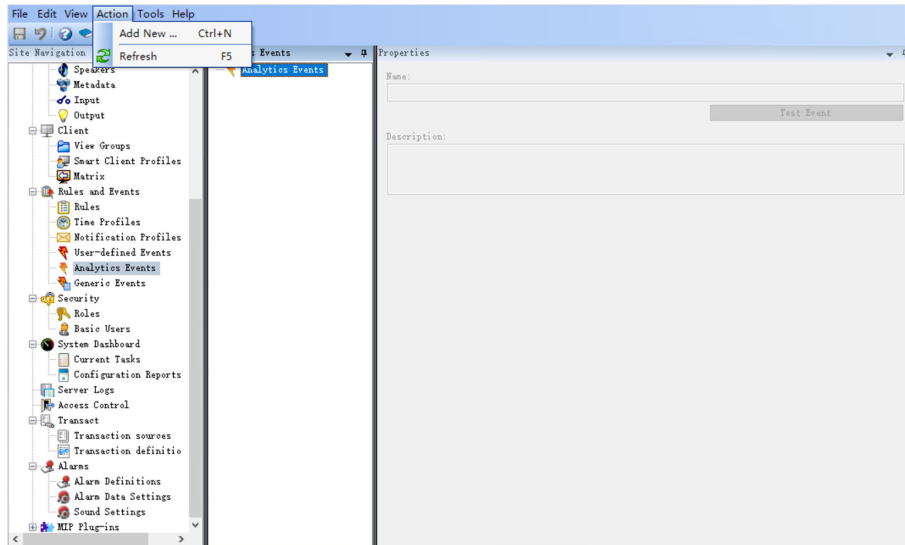 File Edit View Action Tools Help
Add New ... Ctrl+N
Refresh F5
Site Navigation
Events
Properties
Speakers
Metadata
Input
Output
Client
View Groups
Smart Client Profiles
Matrix
Rules and Events
Rules
Time Profiles
Notification Profiles
User-defined Events
Analytics Events
Generic Events
Security
Roles
Basic Users
System Dashboard
Current Tasks
Configuration Reports
Server Logs
Access Control
Transact
Transaction sources
Transaction definitio
Alarms
Alarm Definitions
Alarm Data Settings
Sound Settings
MIP Plug-ins
Analytics Events
Name:
Test Event
Description: